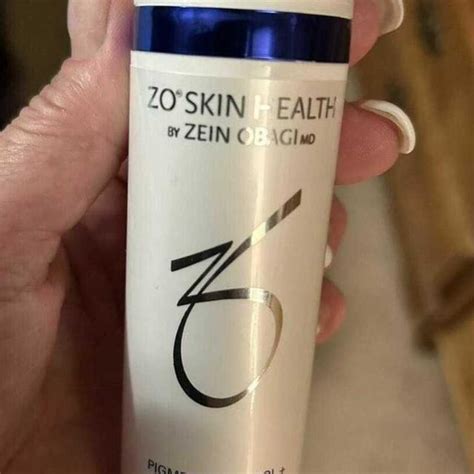 ZO® SKIN HEALTH
BY ZEIN OBAGI MD
ZO